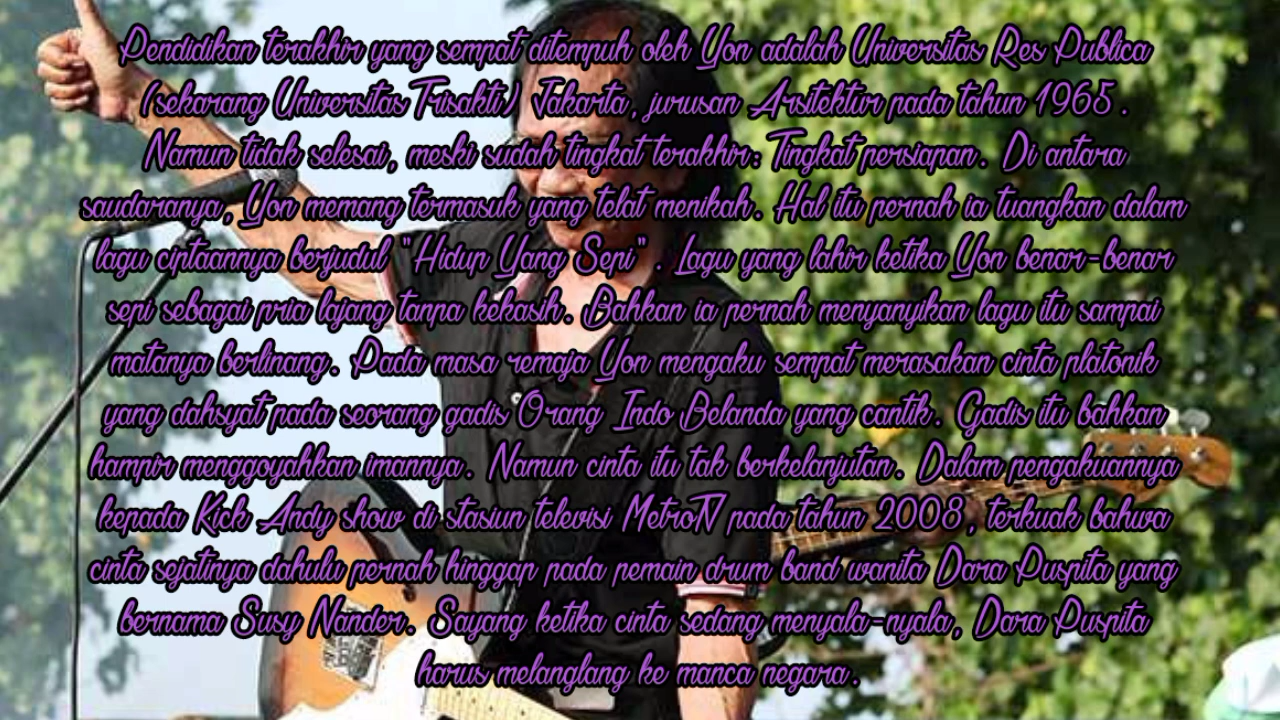 Pendidikan terakhir yang sempat ditempuh oleh Yon adalah Universitas Res Publica
(sekarang Universitas Trisakti) Jakarta, jurusan Arsitektur pada tahun 1965.
Namun tidak selesai, meski sudah tingkat terakhir: Tingkat persiapan. Di antara
saudaranya, Yon memang termasuk yang telat menikah. Hal itu pernah ia tuangkan dalam
lagu ciptaannya berjudul "Hidup Yang Sepi" . Lagu yang lahir ketika Yon benar-benar
sepi sebagai pria lajang tanpa kekasih. Bahkan ia pernah menyanyikan lagu itu sampai
matanya berlinang. Pada masa remaja Yon mengaku sempat merasakan cinta platonik
yang dahsyat pada seorang gadis Orang Indo Belanda yang cantik. Gadis itu bahkan
hampir menggoyahkan imannya. Namun cinta itu tak berkelanjutan. Dalam pengakuannya
kepada Kick Andy show di stasiun televisi MetroTV pada tahun 2008, terkuak bahwa
cinta sejatinya dahulu pernah hinggap pada pemain drum band wanita Dara Puspita yang
bernama Susy Nander. Sayang ketika cinta sedang menyala-nyala, Dara Puspita
harus melanglang ke manca negara.